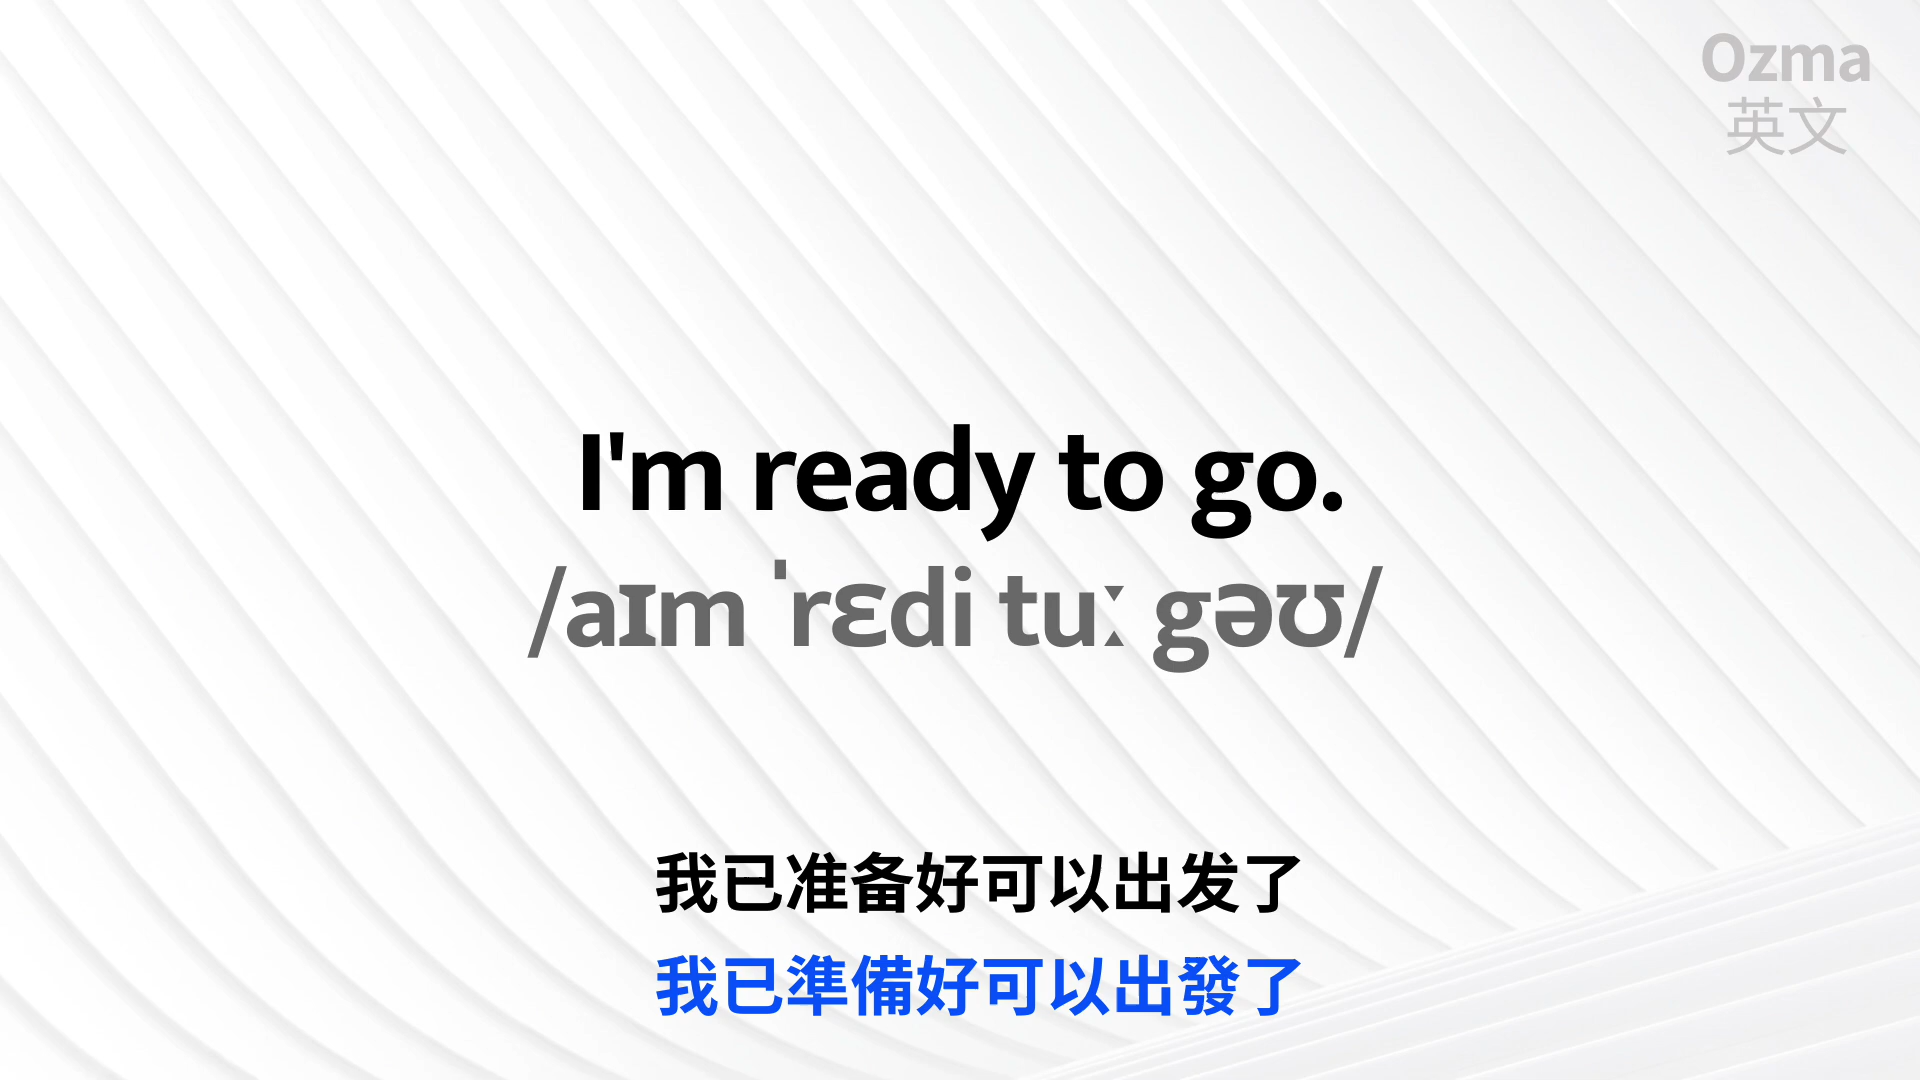 Ozma
英文
I'm ready to go.
/aɪm ˈrɛdi tuː gəʊ/
我已准备好可以出发了
我已準備好可以出發了